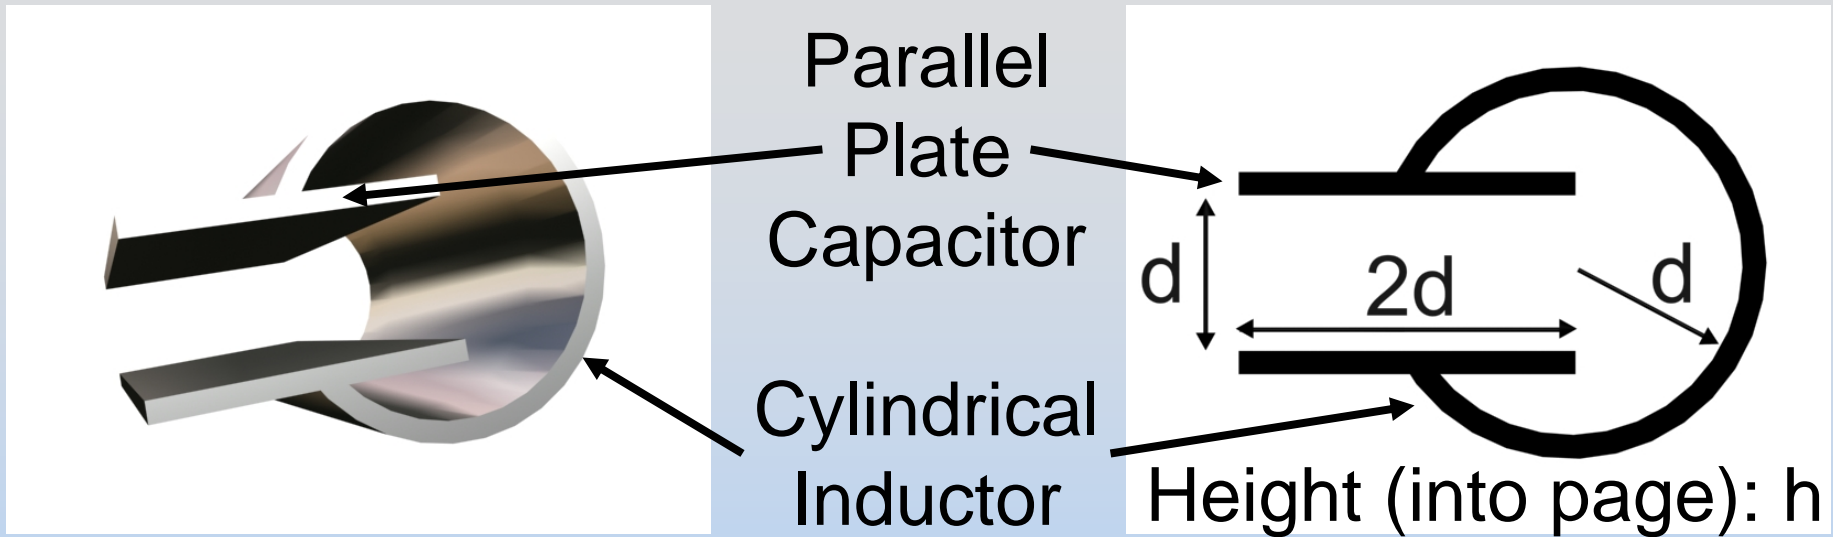 Parallel
Plate
Capacitor
Cylindrical
Inductor
d
2d
d
Height (into page): h